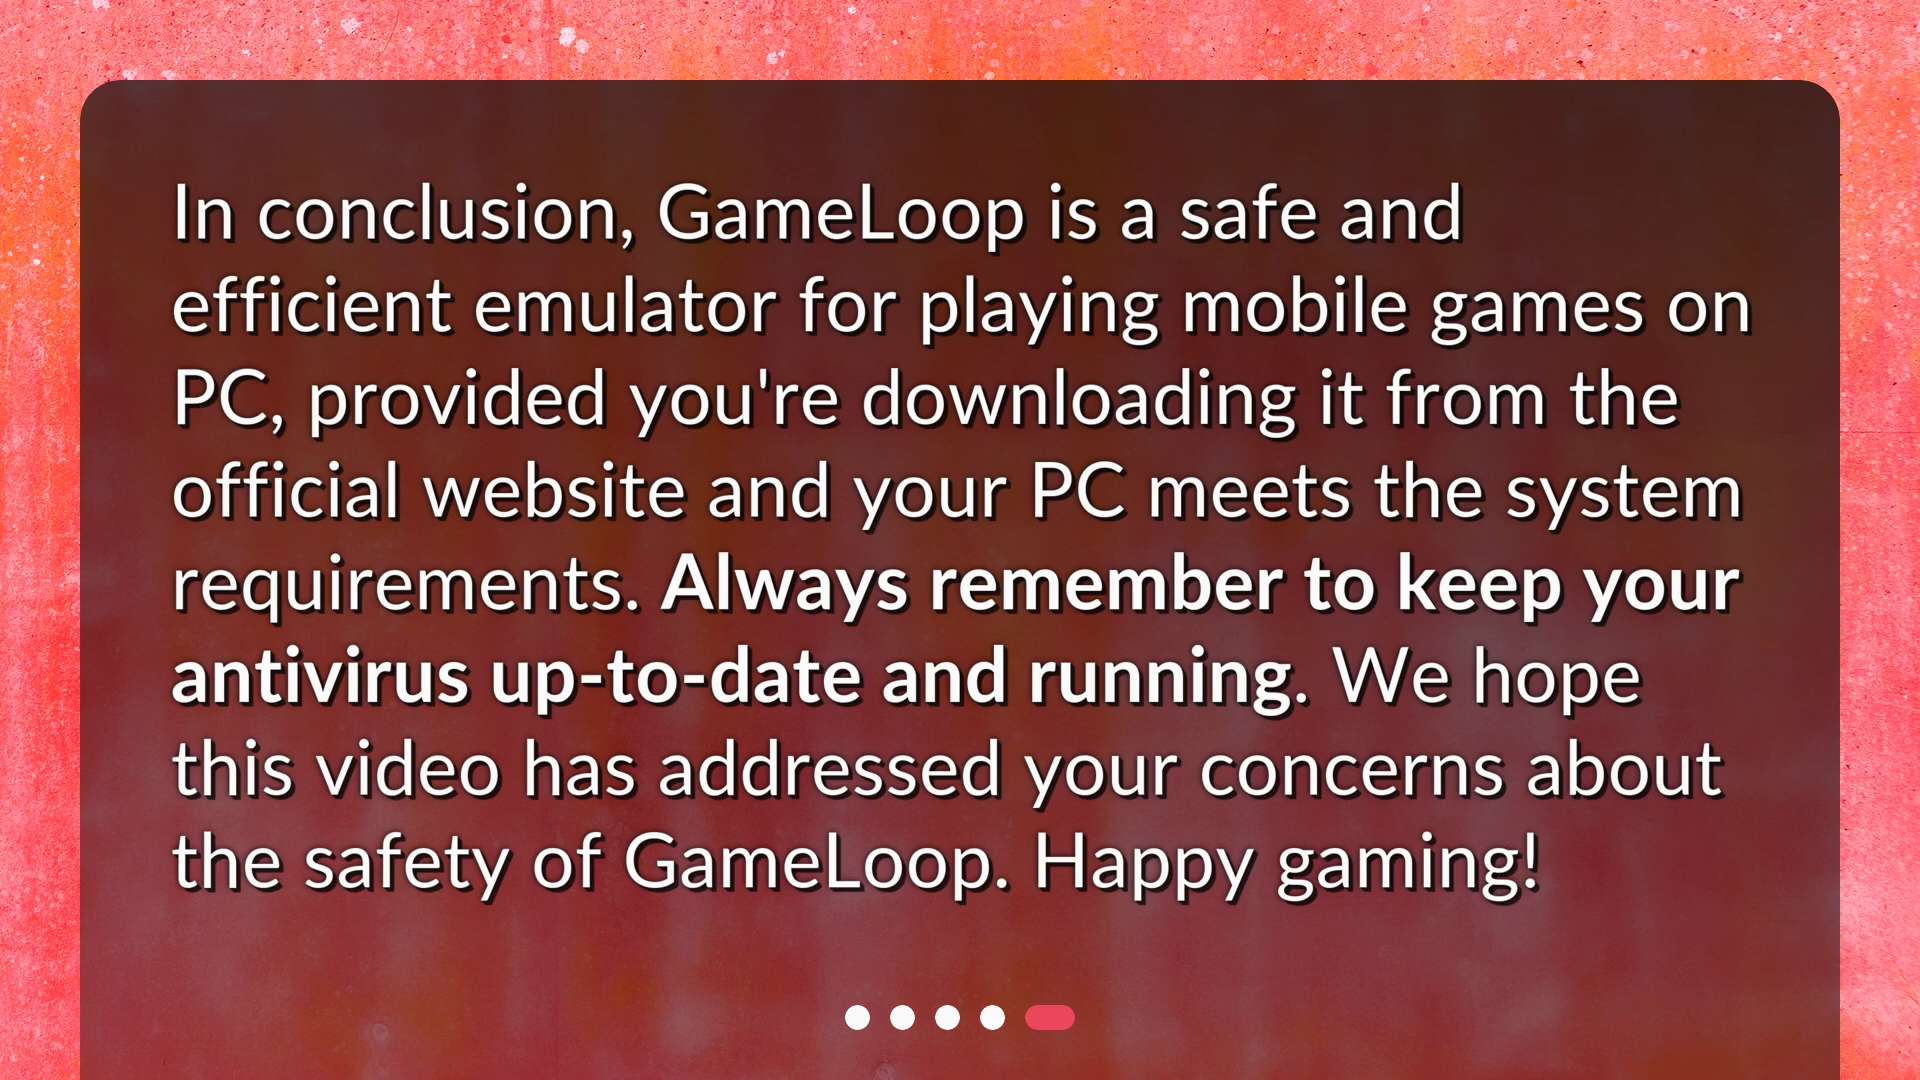 In conclusion, GameLoop is a safe and
efficient emulator for playing mobile games on
PC, provided you're downloading it from the
official website and your PC meets the system
requirements. Always remember to keep your
antivirus up-to-date and running. We hope
this video has addressed your concerns about
the safety of GameLoop. Happy gaming!